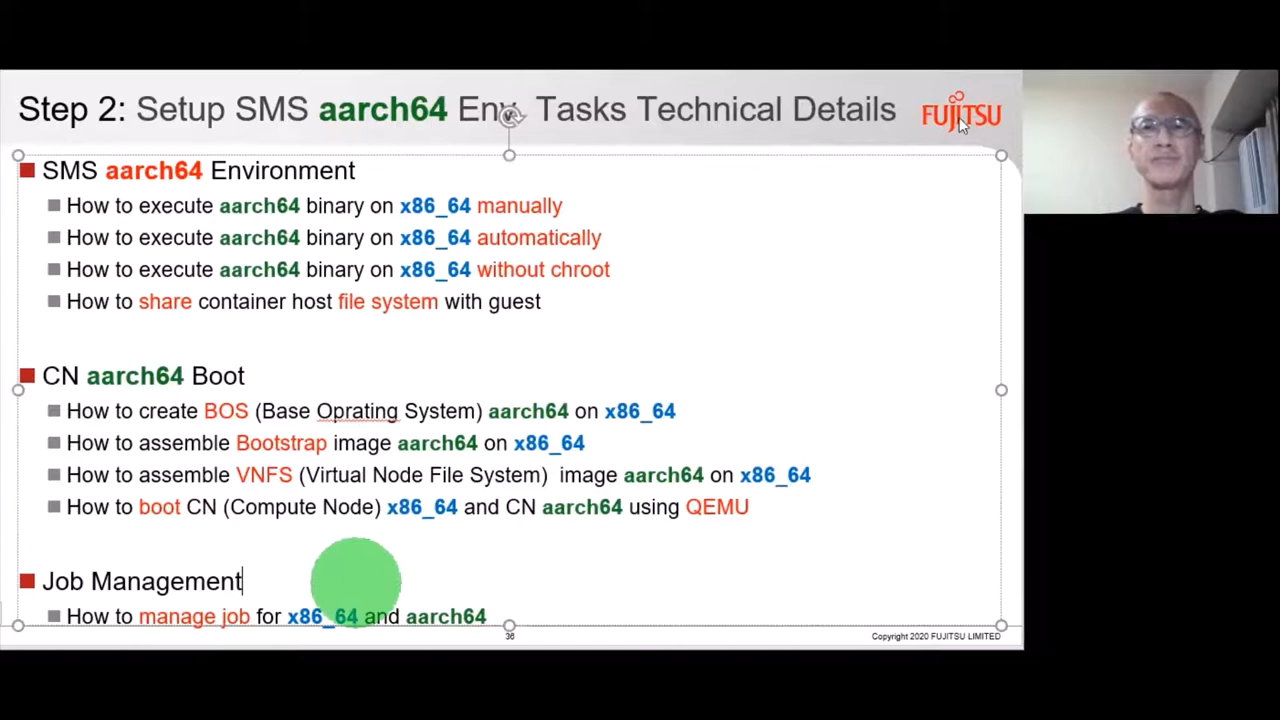 Step 2: Setup SMS aarch64 Env. Tasks Technical Details
FUJITSU
SMS aarch64 Environment
How to execute aarch64 binary on x86_64 manually
How to execute aarch64 binary on x86_64 automatically
How to execute aarch64 binary on x86_64 without chroot
How to share container host file system with guest
CN aarch64 Boot
How to create BOS (Base Oprating System) aarch64 on x86_64
How to assemble Bootstrap image aarch64 on x86_64
How to assemble VNFS (Virtual Node File System) image aarch64 on x86_64
How to boot CN (Compute Node) x86_64 and CN aarch64 using QEMU
Job Management
How to manage job for x86_64 and aarch64
36
Copyright 2020 FUJITSU LIMITED